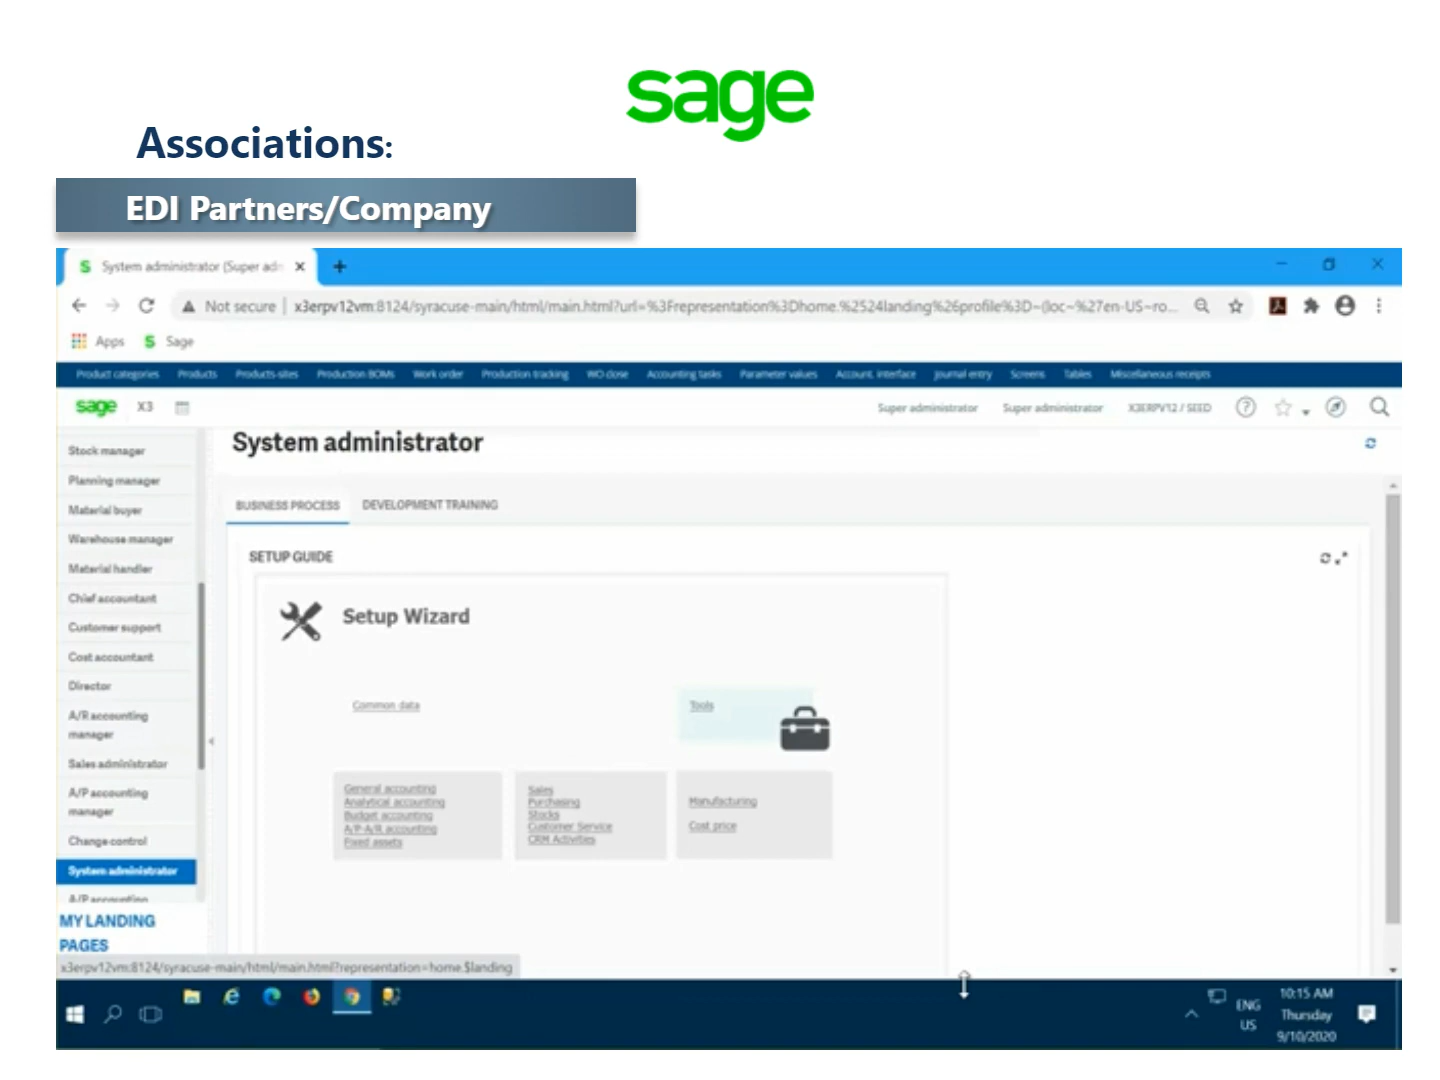 sage
Associations:
EDI Partners/Company
S System administrator (Super adi
Not secure | x3erpv12vm:8124/syracuse-main/html/main.html?url=%3Frepresentation%3Dhome.%2524landing%26profile%3D~(loc~%27en-US~ro...
Apps S Sage
Product categories Products Products-sites Production BOMs Work order Production tracking WO close Accounting tasks Parameter values Account. interface Journal entry Screens Tables Miscellaneous receipts
sage X3 Super administrator Super administrator X3ERPV12 / SEED
System administrator
Stock manager
Planning manager
Material buyer
Warehouse manager
Material handler
Chief accountant
Customer support
Cost accountant
Director
A/R accounting
manager
Sales administrator
A/P accounting
manager
Change control
System administrator
A/P accounting
MY LANDING
PAGES
BUSINESS PROCESS DEVELOPMENT TRAINING
SETUP GUIDE
Setup Wizard
Common data
Tools
General accounting
Analytical accounting
Budget accounting
A/P-A/R accounting
Fixed assets
Sales
Purchasing
Stocks
Customer Service
CRM Activities
Manufacturing
Cost price
x3erpv12vm:8124/syracuse-main/html/main.html?representation=home.$landing
ENG
US
10:15 AM
Thursday
9/10/2020